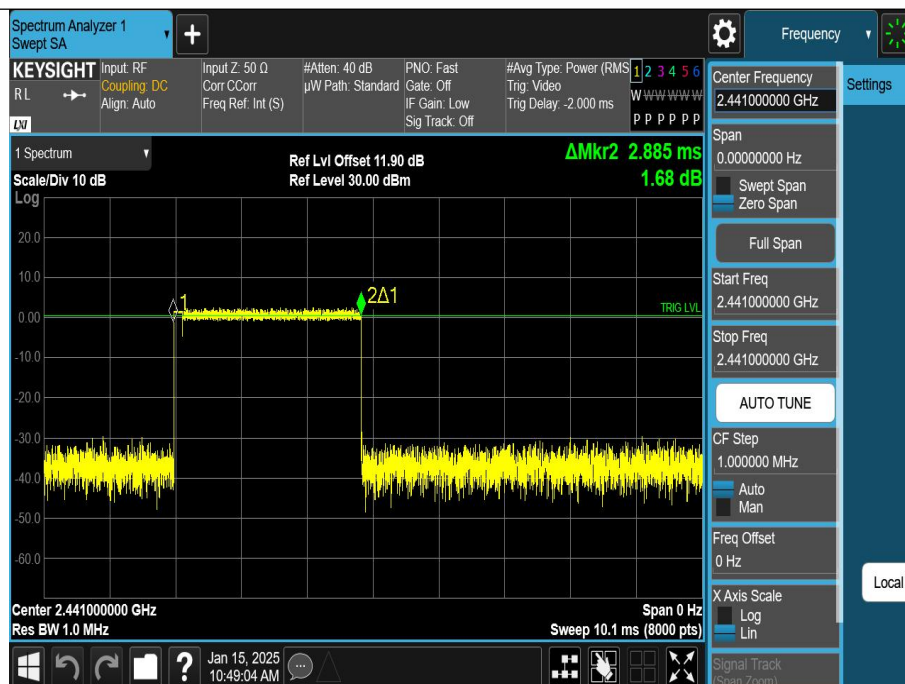 Spectrum Analyzer 1
Swept SA
Frequency
KEYSIGHT
RL
LXI
Input: RF
Coupling: DC
Align: Auto
Input Z: 50 Ω
Corr CCorr
Freq Ref: Int (S)
#Atten: 40 dB
µW Path: Standard
PNO: Fast
Gate: Off
IF Gain: Low
Sig Track: Off
#Avg Type: Power (RMS
Trig: Video
Trig Delay: -2.000 ms
1 2 3 4 5 6
W W W W W W
P P P P P P
1 Spectrum
Scale/Div 10 dB
Log
Ref Lvl Offset 11.90 dB
Ref Level 30.00 dBm
ΔMkr2 2.885 ms
1.68 dB
20.0
10.0
0.00
-10.0
-20.0
-30.0
-40.0
-50.0
-60.0
1
2Δ1
TRIG LVL
Center 2.441000000 GHz
Res BW 1.0 MHz
Span 0 Hz
Sweep 10.1 ms (8000 pts)
?
Jan 15, 2025
10:49:04 AM
Center Frequency
2.441000000 GHz
Span
0.00000000 Hz
Swept Span
Zero Span
Full Span
Start Freq
2.441000000 GHz
Stop Freq
2.441000000 GHz
AUTO TUNE
CF Step
1.000000 MHz
Auto
Man
Freq Offset
0 Hz
X Axis Scale
Log
Lin
Signal Track
(Span Zoom)
Settings
Local